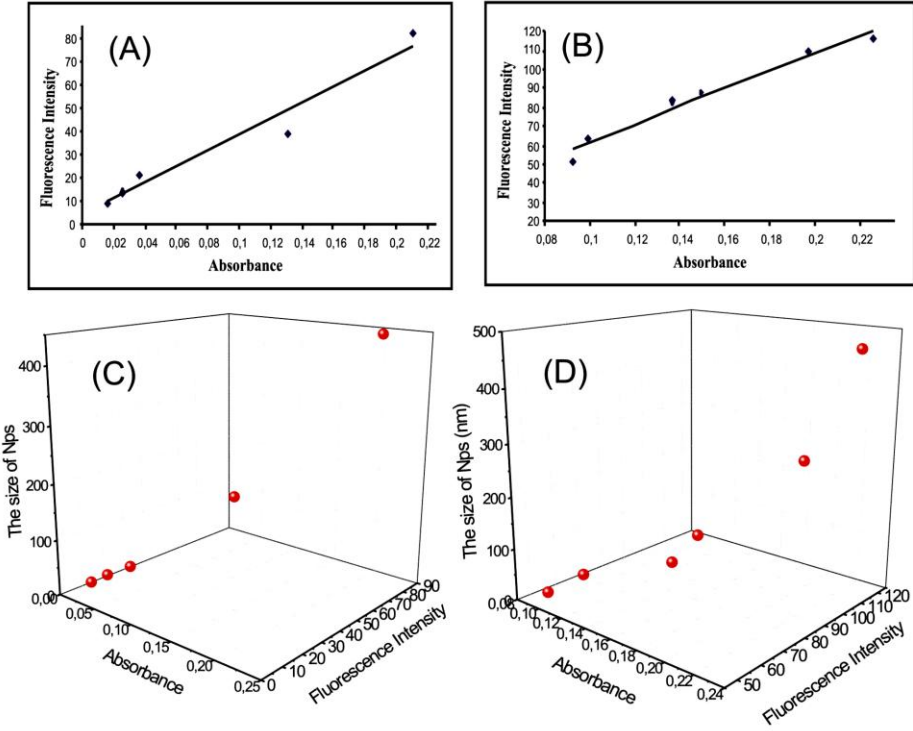 (A)
Fluorescence Intensity
80
70
60
50
40
30
20
10
0
0 0,02 0,04 0,06 0,08 0,1 0,12 0,14 0,16 0,18 0,2 0,22
Absorbance
(B)
Fluorescence Intensity
120
110
100
90
80
70
60
50
40
30
20
0,08 0,1 0,12 0,14 0,16 0,18 0,2 0,22
Absorbance
(C)
The size of Nps
400
300
200
100
0
0,00 0,05 0,10 0,15 0,20 0,25
Absorbance
0 10 20 30 40 50 60 70 80 90
Fluorescence Intensity
(D)
The size of Nps (nm)
500
400
300
200
100
0,10 0,12 0,14 0,16 0,18 0,20 0,22 0,24
Absorbance
50 60 70 80 90 100 110 120
Fluorescence Intensity